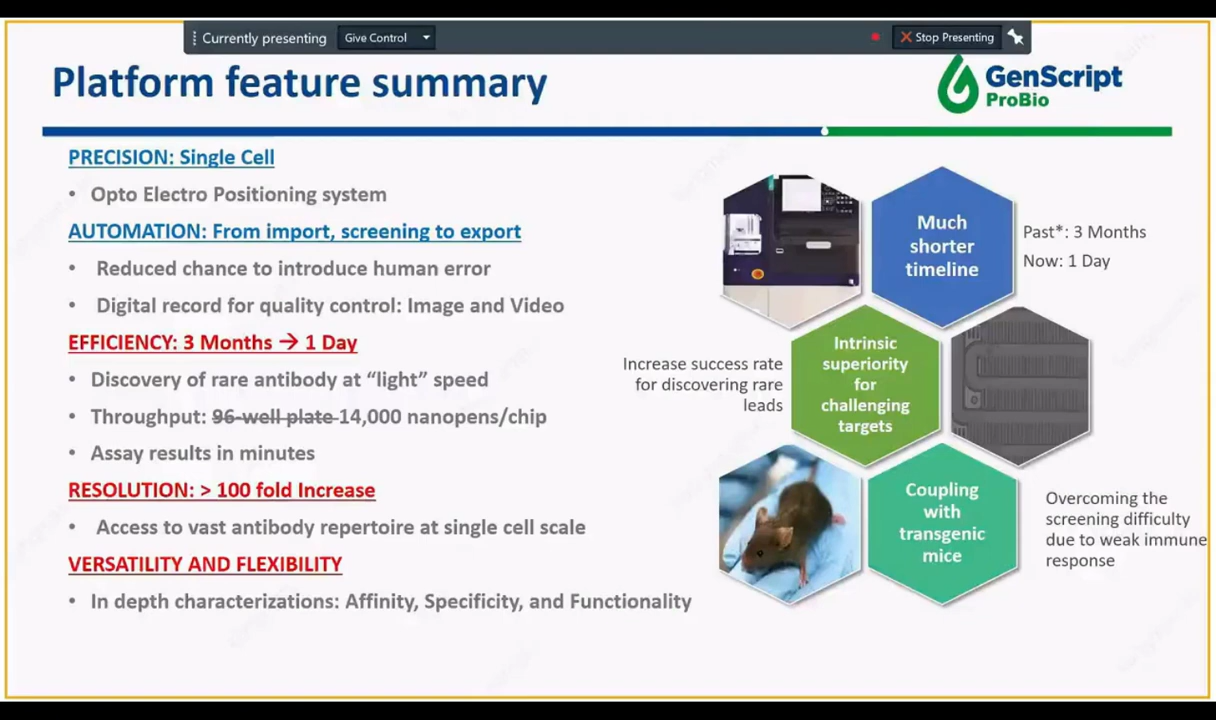 Currently presenting
Give Control
Stop Presenting
Platform feature summary
GenScript
ProBio
PRECISION: Single Cell
• Opto Electro Positioning system
AUTOMATION: From import, screening to export
• Reduced chance to introduce human error
• Digital record for quality control: Image and Video
EFFICIENCY: 3 Months → 1 Day
• Discovery of rare antibody at “light” speed
• Throughput: 96-well plate 14,000 nanopens/chip
• Assay results in minutes
RESOLUTION: > 100 fold Increase
• Access to vast antibody repertoire at single cell scale
VERSATILITY AND FLEXIBILITY
• In depth characterizations: Affinity, Specificity, and Functionality
Much
shorter
timeline
Past*: 3 Months
Now: 1 Day
Increase success rate
for discovering rare
leads
Intrinsic
superiority
for
challenging
targets
Coupling
with
transgenic
mice
Overcoming the
screening difficulty
due to weak immune
response